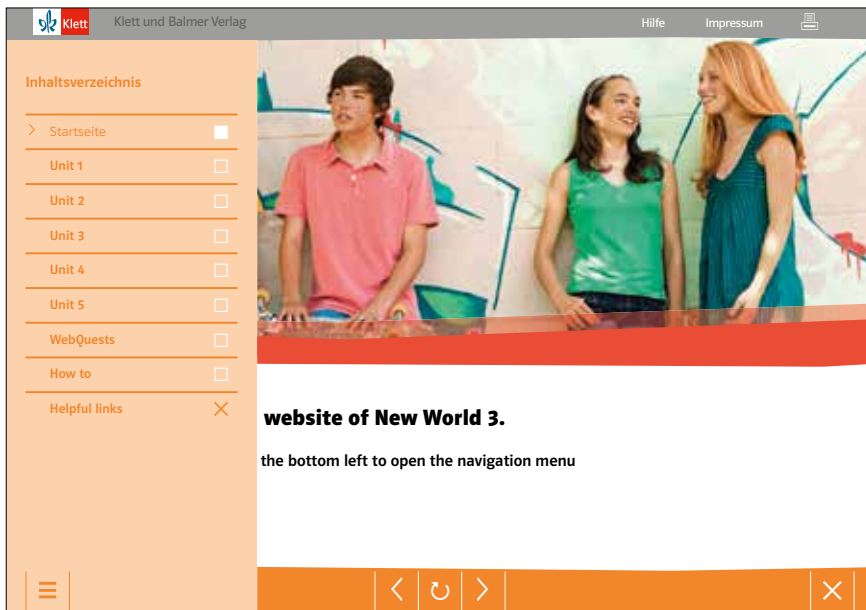 Klett Klett und Balmer Verlag Hilfe Impressum
Inhaltsverzeichnis
Startseite
Unit 1
Unit 2
Unit 3
Unit 4
Unit 5
WebQuests
How to
Helpful links
website of New World 3.
the bottom left to open the navigation menu